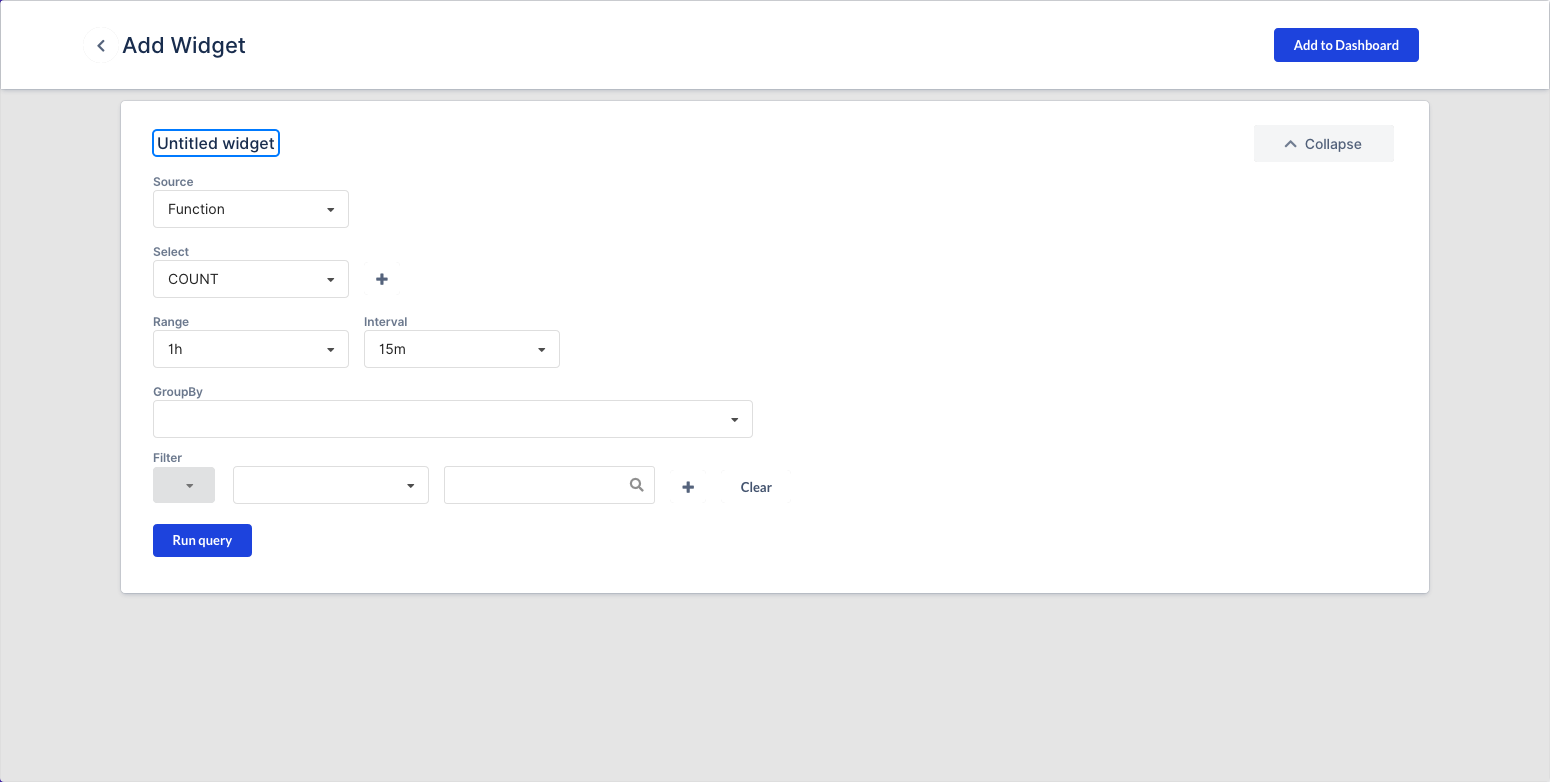 Add Widget
Add to Dashboard
Untitled widget
Collapse
Source
Function
Select
COUNT
Range
Interval
1h
15m
GroupBy
Filter
Clear
Run query